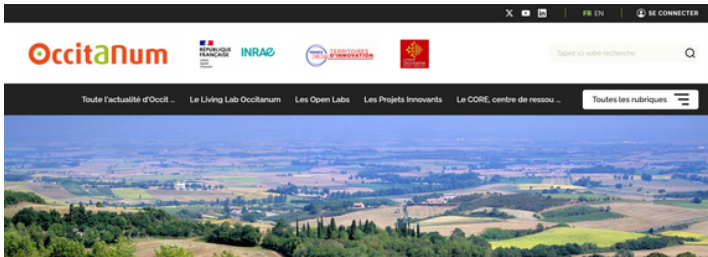 FR EN
SE CONNECTER
Occitanum
RÉPUBLIQUE
FRANÇAISE
INRAE
TERRITOIRES
D'INNOVATION
Tapez ici votre recherche
Toute l'actualité d'Occit ...
Le Living Lab Occitanum
Les Open Labs
Les Projets Innovants
Le CORE, centre de ressou ...
Toutes les rubriques